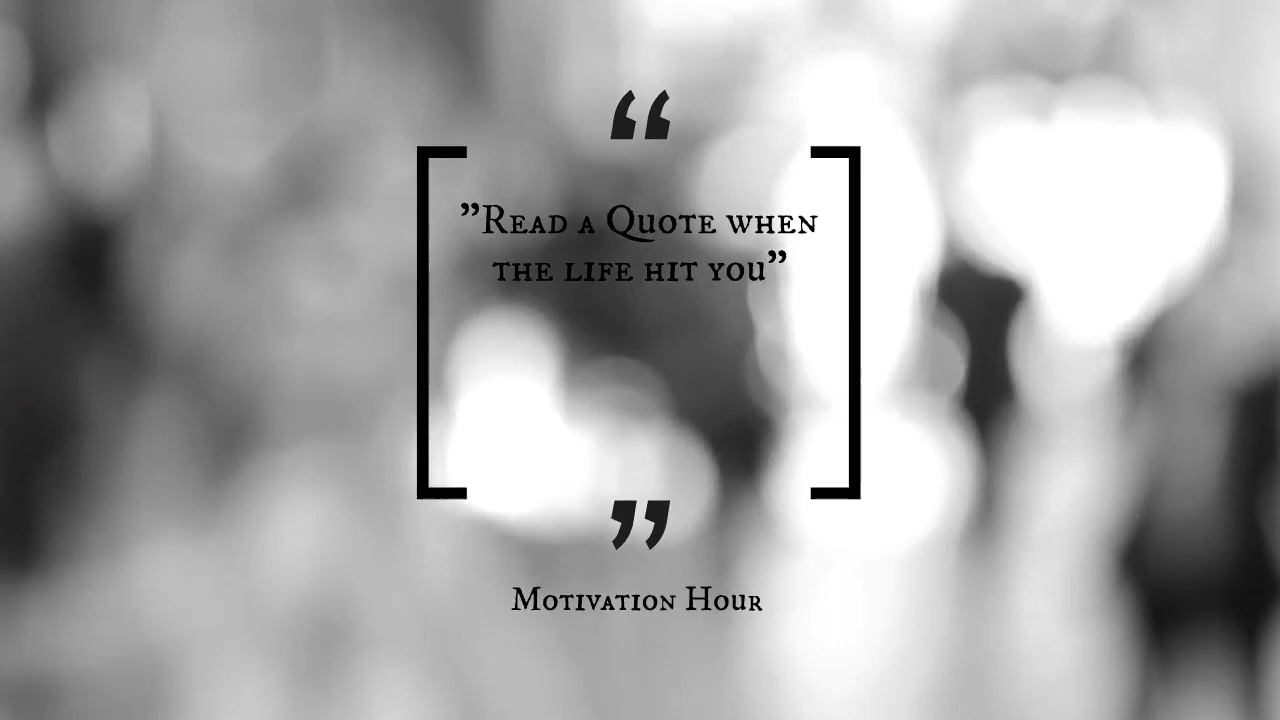 “
”Read a Quote when
the life hit you”
”
Motivation Hour